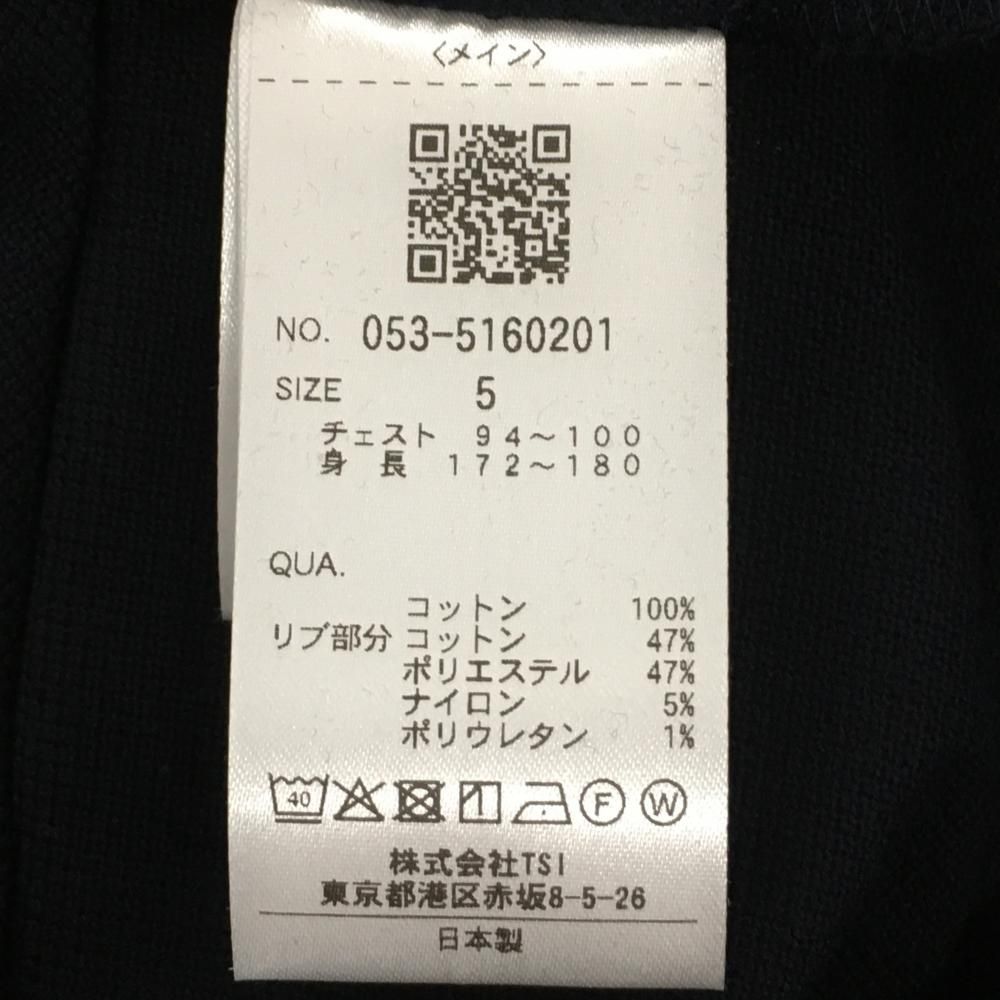 〈メイン〉
NO. 053-5160201
SIZE 5
チェスト 94～100
身長 172～180
QUA.
コットン 100%
リブ部分 コットン 47%
ポリエステル 47%
ナイロン 5%
ポリウレタン 1%
40 F W
株式会社TSI
東京都港区赤坂8-5-26
日本製